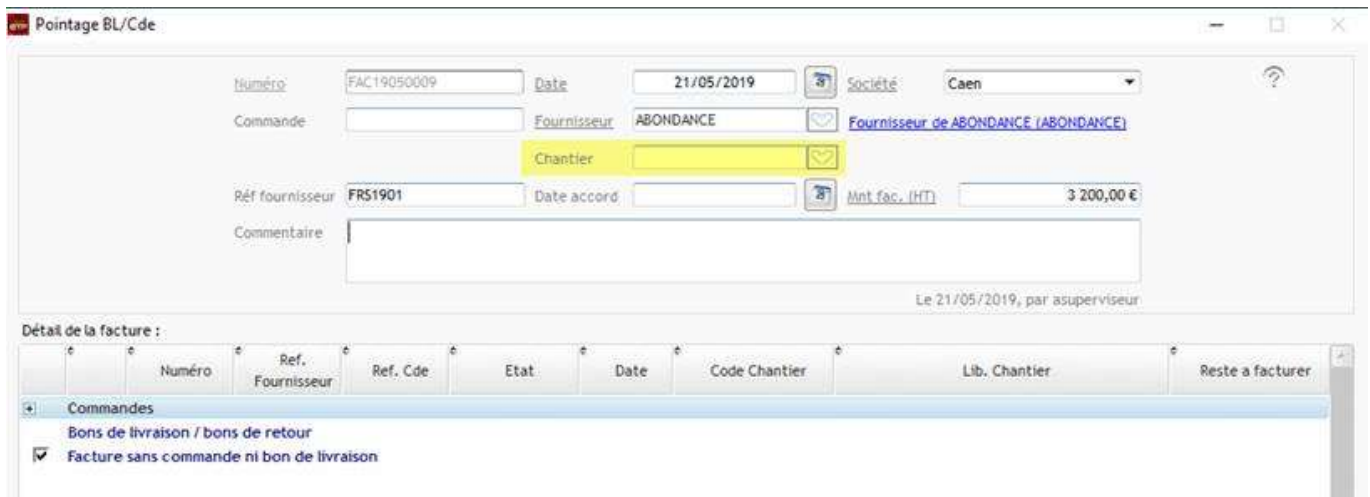 Pointage BL/Cde
Numéro FAC19050009 Date 21/05/2019 Société Caen
Commande Fournisseur ABONDANCE Fournisseur de ABONDANCE (ABONDANCE)
Chantier
Réf fournisseur FRS1901 Date accord Mnt fac. (HT) 3 200,00 €
Commentaire
Le 21/05/2019, par asuperviseur
Détail de la facture :
Numéro Ref. Fournisseur Ref. Cde Etat Date Code Chantier Lib. Chantier Reste a facturer
Commandes
Bons de livraison / bons de retour
Facture sans commande ni bon de livraison